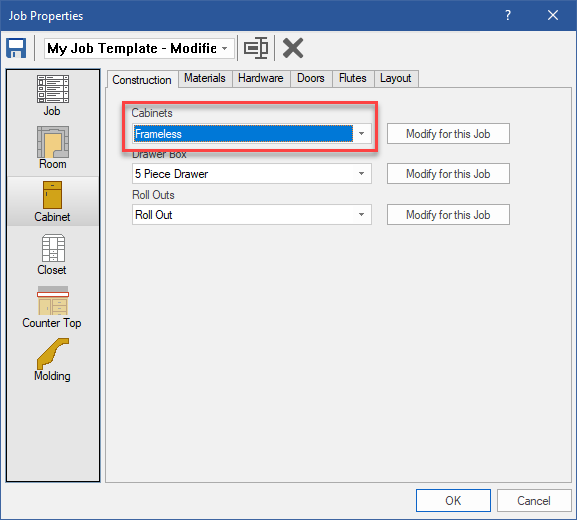 Job Properties
?
My Job Template - Modifie
Job
Room
Cabinet
Closet
Counter Top
Molding
Construction Materials Hardware Doors Flutes Layout
Cabinets
Frameless Modify for this Job
Drawer Box
5 Piece Drawer Modify for this Job
Roll Outs
Roll Out Modify for this Job
OK Cancel